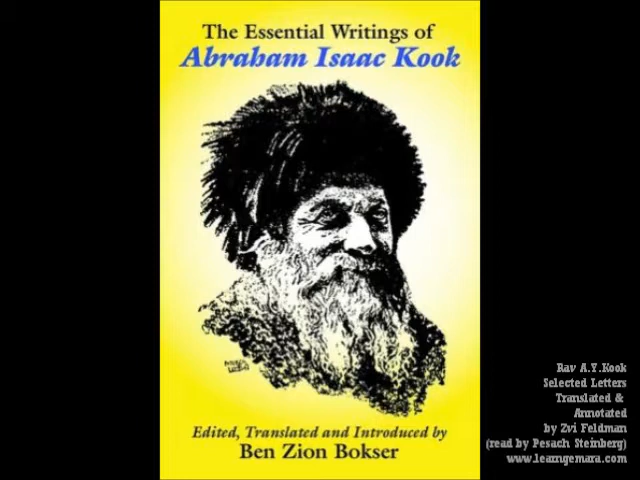 The Essential Writings of
Abraham Isaac Kook
Edited, Translated and Introduced by
Ben Zion Bokser
Rav A.Y.Kook
Selected Letters
Translated &
Annotated
by Zvi Feldman
(read by Pesach Steinberg)
www.learngemara.com